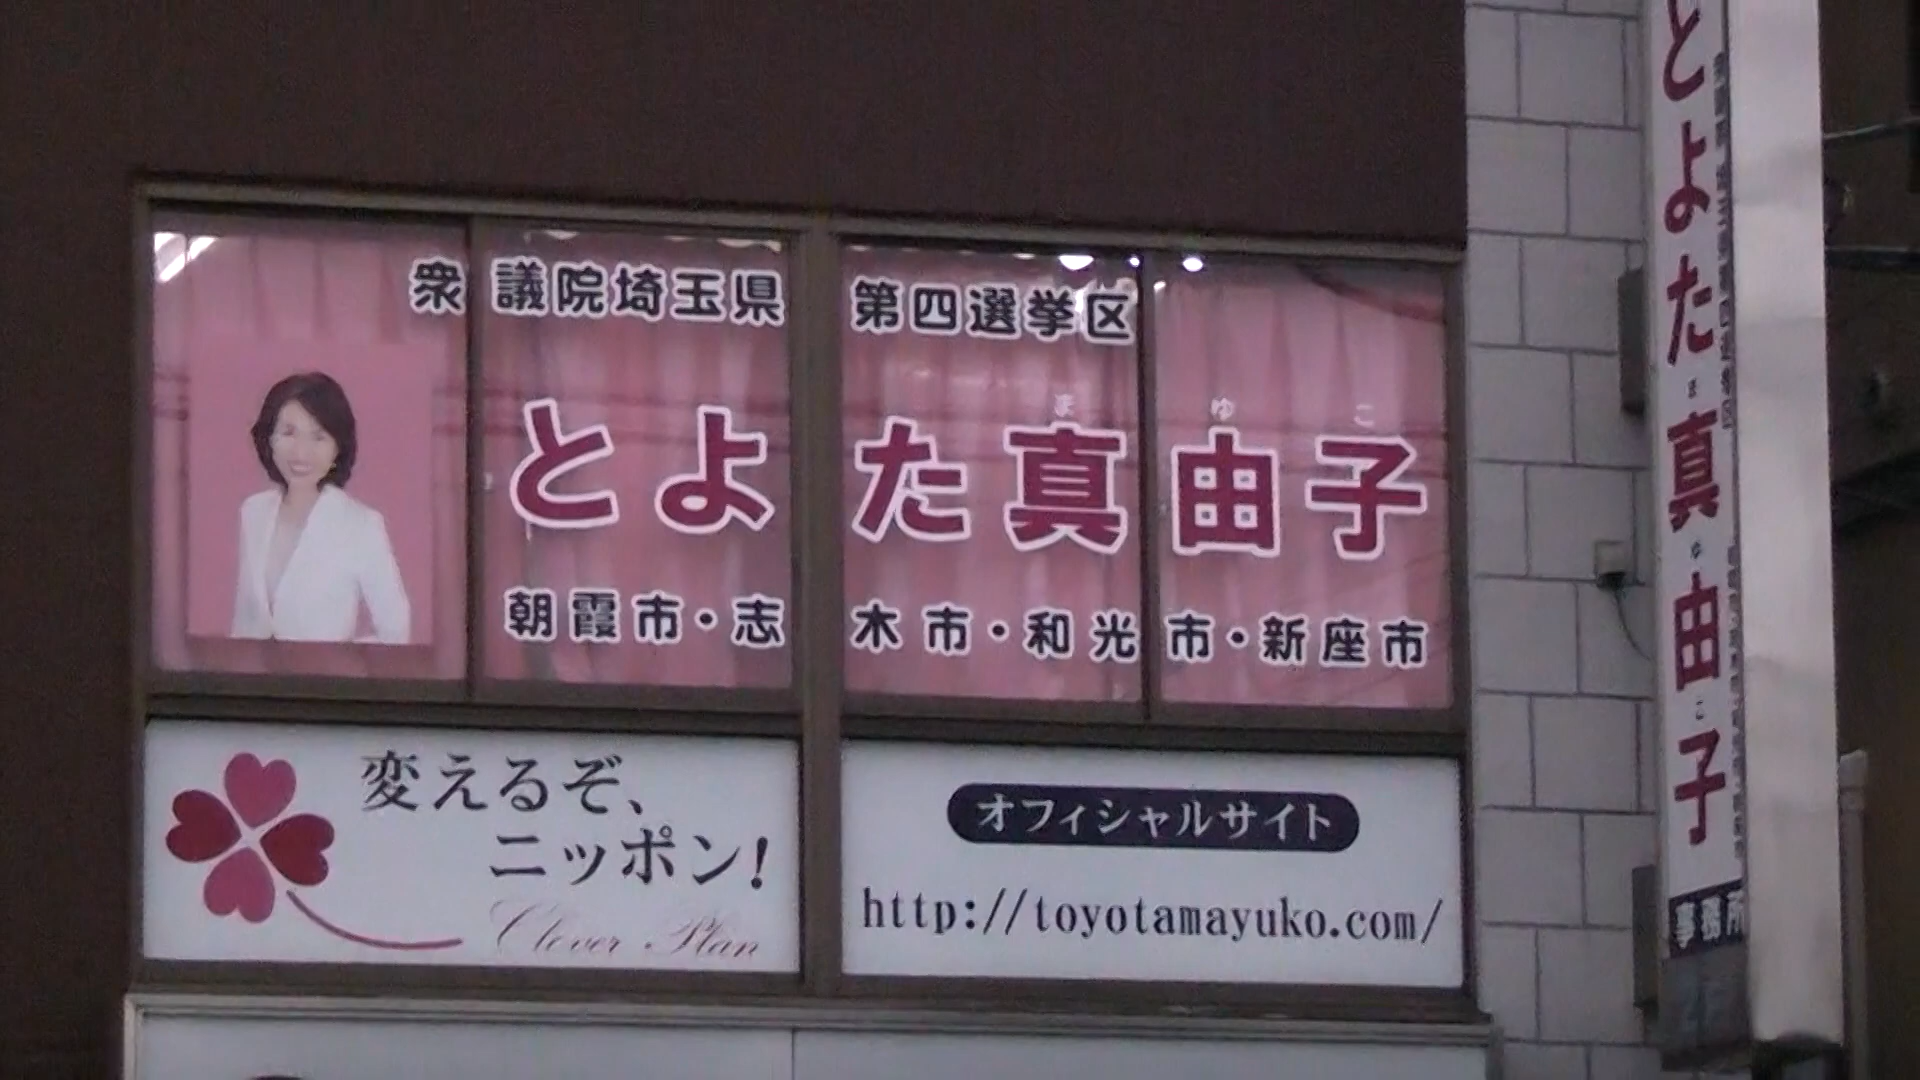 衆議院埼玉県 第四選挙区
ま ゆ こ
とよた真由子
朝霞市・志木市・和光市・新座市
変えるぞ、
ニッポン!
Clover Plan
オフィシャルサイト
http://toyotamayuko.com/
とよた真由子
ま ゆ こ
事務所